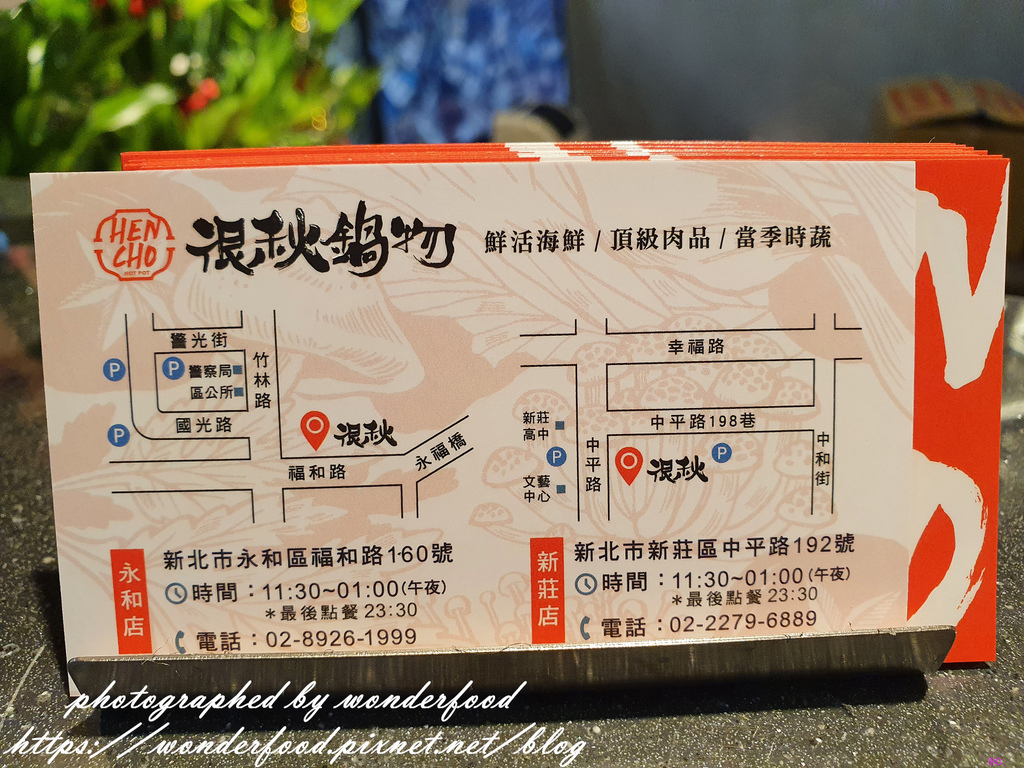 HEN
CHO
HOT POT
很秋鍋物
鮮活海鮮 / 頂級肉品 / 當季時蔬
警光街
P
P
警察局
區公所
竹林路
國光路
P
很秋
福和路
永福橋
幸福路
中平路198巷
新莊
高中
P
文藝
中心
中平路
很秋
P
中和街
永和店
新北市永和區福和路160號
時間：11:30~01:00(午夜)
＊最後點餐 23:30
電話：02-8926-1999
新莊店
新北市新莊區中平路192號
時間：11:30~01:00(午夜)
＊最後點餐 23:30
電話：02-2279-6889
photographed by wonderfood
https://wonderfood.pixnet.net/blog